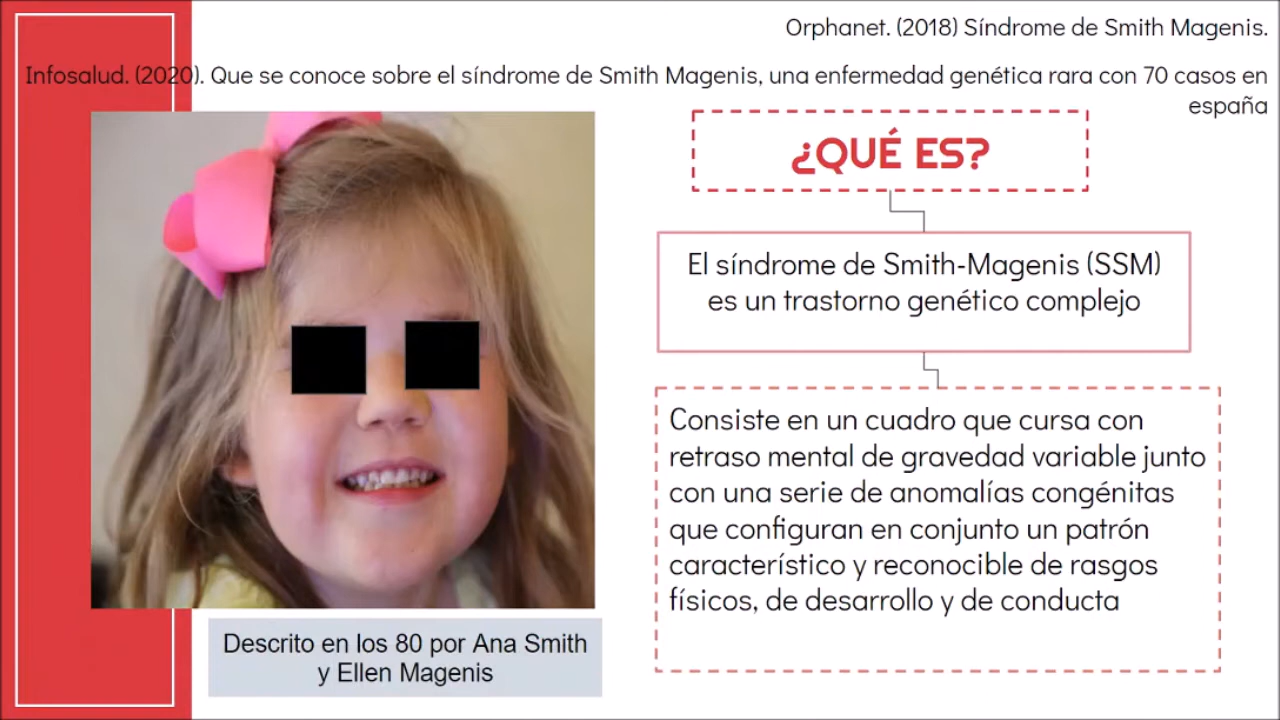 Orphanet. (2018) Síndrome de Smith Magenis.
Infosalud. (2020). Que se conoce sobre el síndrome de Smith Magenis, una enfermedad genética rara con 70 casos en
españa
¿QUÉ ES?
El síndrome de Smith-Magenis (SSM)
es un trastorno genético complejo
Consiste en un cuadro que cursa con
retraso mental de gravedad variable junto
con una serie de anomalías congénitas
que configuran en conjunto un patrón
característico y reconocible de rasgos
físicos, de desarrollo y de conducta
Descrito en los 80 por Ana Smith
y Ellen Magenis